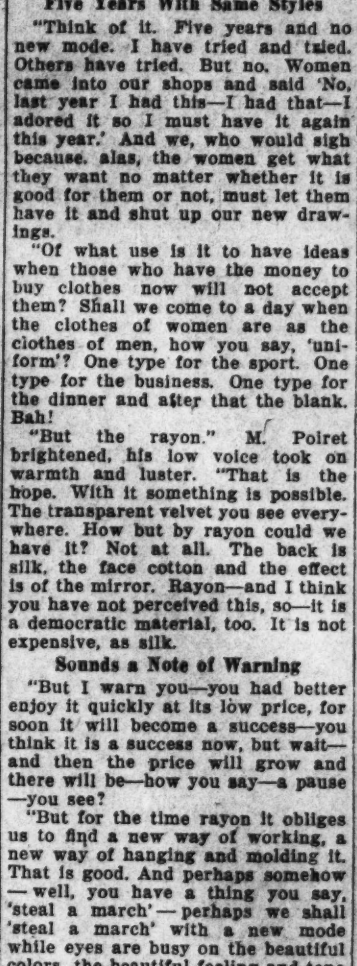 Five Years With Same Styles
"Think of it. Five years and no
new mode. I have tried and tried.
Others have tried. But no. Women
came into our shops and said 'No,
last year I had this—I had that—I
adored it so I must have it again
this year.' And we, who would sigh
because, alas, the women get what
they want no matter whether it is
good for them or not, must let them
have it and shut up our new draw-
ings.
"Of what use is it to have ideas
when those who have the money to
buy clothes now will not accept
them? Shall we come to a day when
the clothes of women are as the
clothes of men, how you say, 'uni-
form'? One type for the sport. One
type for the business. One type for
the dinner and after that the blank.
Bah!
"But the rayon." M. Poiret
brightened, his low voice took on
warmth and luster. "That is the
hope. With it something is possible.
The transparent velvet you see every-
where. How but by rayon could we
have it? Not at all. The back is
silk, the face cotton and the effect
is of the mirror. Rayon—and I think
you have not perceived this, so—it is
a democratic material, too. It is not
expensive, as silk.
Sounds a Note of Warning
"But I warn you—you had better
enjoy it quickly at its low price, for
soon it will become a success—you
think it is a success now, but wait—
and then the price will grow and
there will be—how you say—a pause
—you see?
"But for the time rayon it obliges
us to find a new way of working, a
new way of hanging and molding it.
That is good. And perhaps somehow
—well, you have a thing you say,
'steal a march'—perhaps we shall
'steal a march' with a new mode
while eyes are busy on the beautiful
colors, the beautiful feeling and